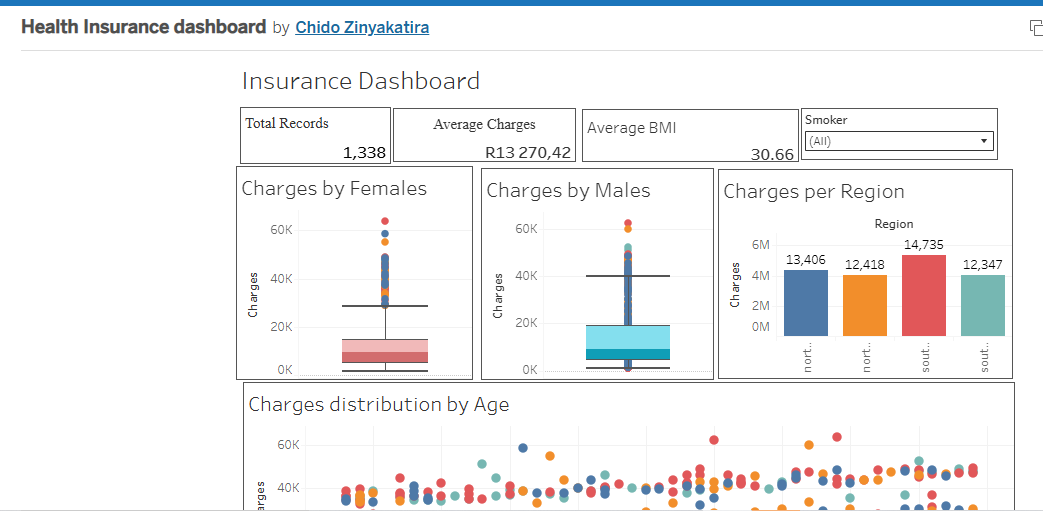 Health Insurance dashboard by Chido Zinyakatira
Insurance Dashboard
Total Records
1,338
Average Charges
R13 270,42
Average BMI
30.66
Smoker
(All)
Charges by Females
Charges
60K
40K
20K
0K
Charges by Males
Charges
60K
40K
20K
0K
Charges per Region
Region
Charges
6M
4M
2M
0M
13,406
12,418
14,735
12,347
nort..
nort..
sout..
sout..
Charges distribution by Age
60K
40K
arges